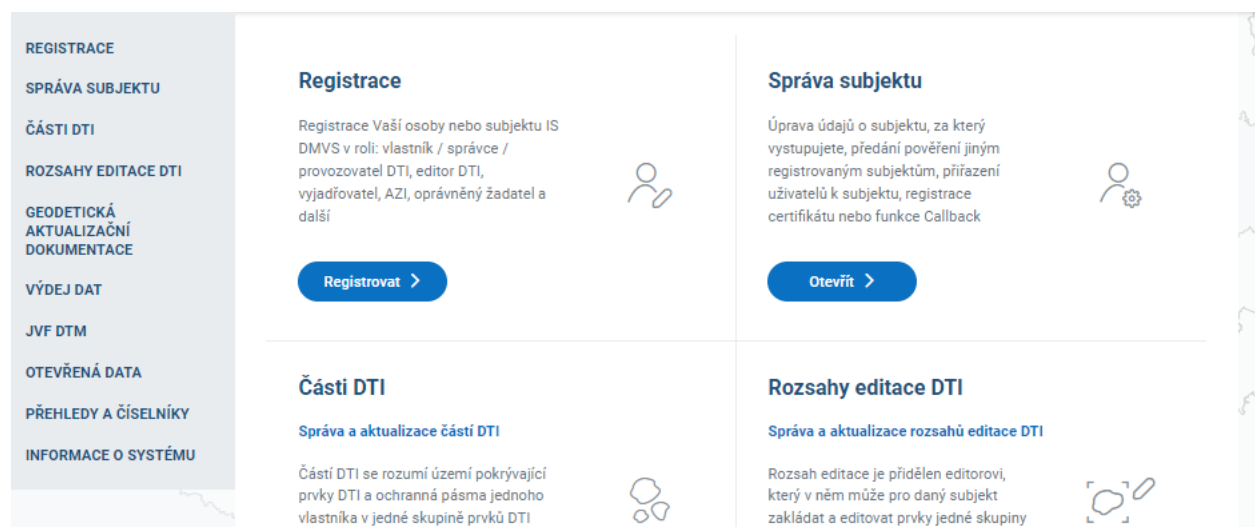 REGISTRACE
SPRÁVA SUBJEKTU
ČÁSTI DTI
ROZSAHY EDITACE DTI
GEODETICKÁ
AKTUALIZAČNÍ
DOKUMENTACE
VÝDEJ DAT
JVF DTM
OTEVŘENÁ DATA
PŘEHLEDY A ČÍSELNÍKY
INFORMACE O SYSTÉMU
Registrace
Registrace Vaší osoby nebo subjektu IS
DMVS v roli: vlastník / správce /
provozovatel DTI, editor DTI,
vyjadřovatel, AZI, oprávněný žadatel a
další
Registrovat
Správa subjektu
Úprava údajů o subjektu, za který
vystupujete, předání pověření jiným
registrovaným subjektům, přiřazení
uživatelů k subjektu, registrace
certifikátu nebo funkce Callback
Otevřít
Části DTI
Správa a aktualizace částí DTI
Částí DTI se rozumí území pokrývající
prvky DTI a ochranná pásma jednoho
vlastníka v jedné skupině prvků DTI
Rozsahy editace DTI
Správa a aktualizace rozsahů editace DTI
Rozsah editace je přidělen editorovi,
který v něm může pro daný subjekt
zakládat a editovat prvky jedné skupiny